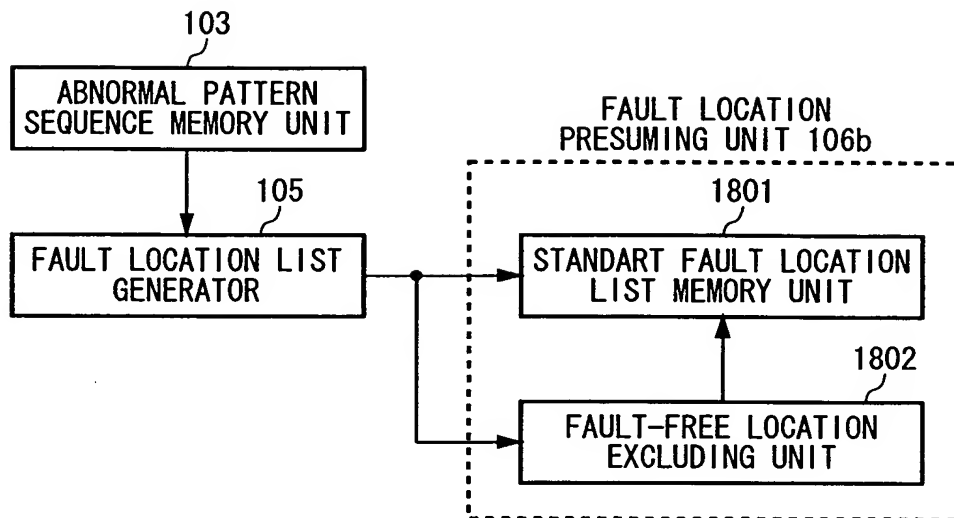 103
ABNORMAL PATTERN
SEQUENCE MEMORY UNIT
FAULT LOCATION
PRESUMING UNIT 106b
105
FAULT LOCATION LIST
GENERATOR
1801
STANDART FAULT LOCATION
LIST MEMORY UNIT
1802
FAULT-FREE LOCATION
EXCLUDING UNIT